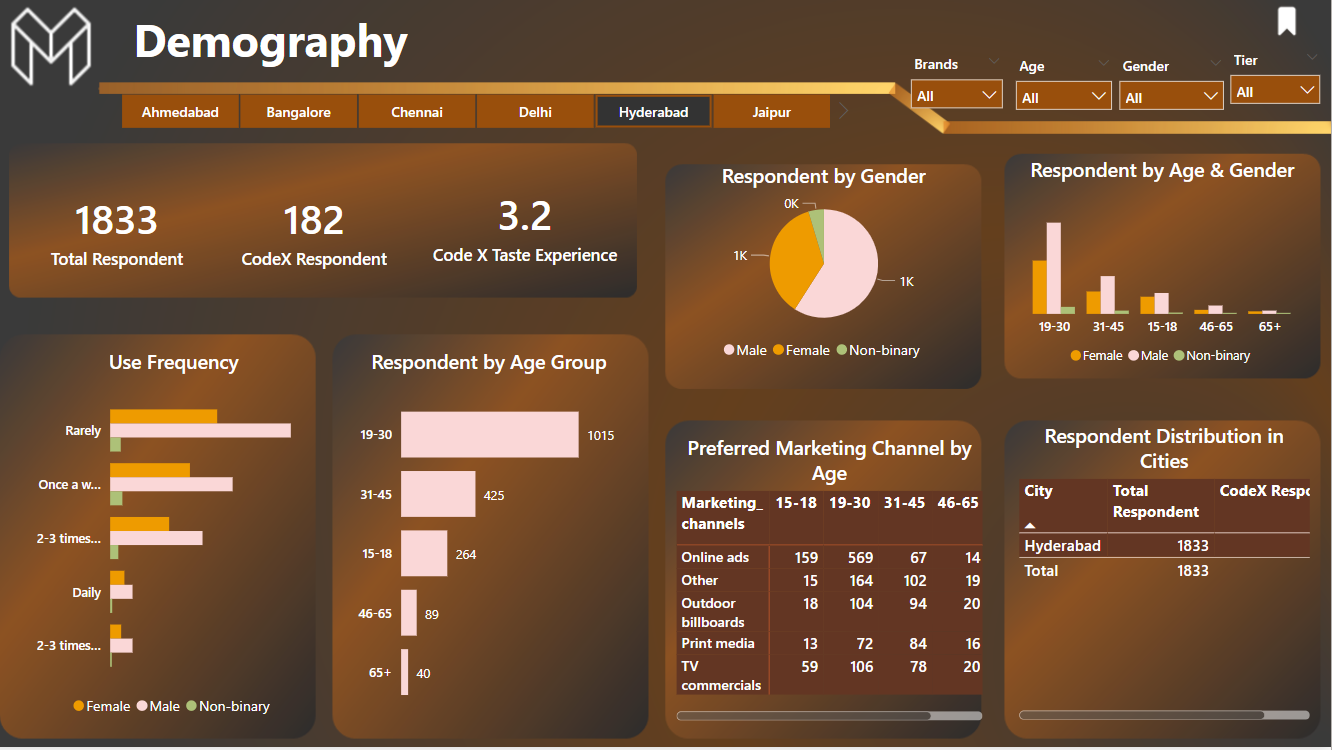 Demography
Brands
Age
Gender
Tier
All
All
All
All
Ahmedabad
Bangalore
Chennai
Delhi
Hyderabad
Jaipur
1833
Total Respondent
182
CodeX Respondent
3.2
Code X Taste Experience
Respondent by Gender
0K
1K
1K
Male Female Non-binary
Respondent by Age & Gender
19-30 31-45 15-18 46-65 65+
Female Male Non-binary
Use Frequency
Rarely
Once a w...
2-3 times...
Daily
2-3 times...
Female Male Non-binary
Respondent by Age Group
19-30 1015
31-45 425
15-18 264
46-65 89
65+ 40
Preferred Marketing Channel by
Age
Marketing_ 15-18 19-30 31-45 46-65
channels
Online ads 159 569 67 14
Other 15 164 102 19
Outdoor 18 104 94 20
billboards
Print media 13 72 84 16
TV 59 106 78 20
commercials
Respondent Distribution in
Cities
City Total CodeX Respo
Respondent
Hyderabad 1833
Total 1833